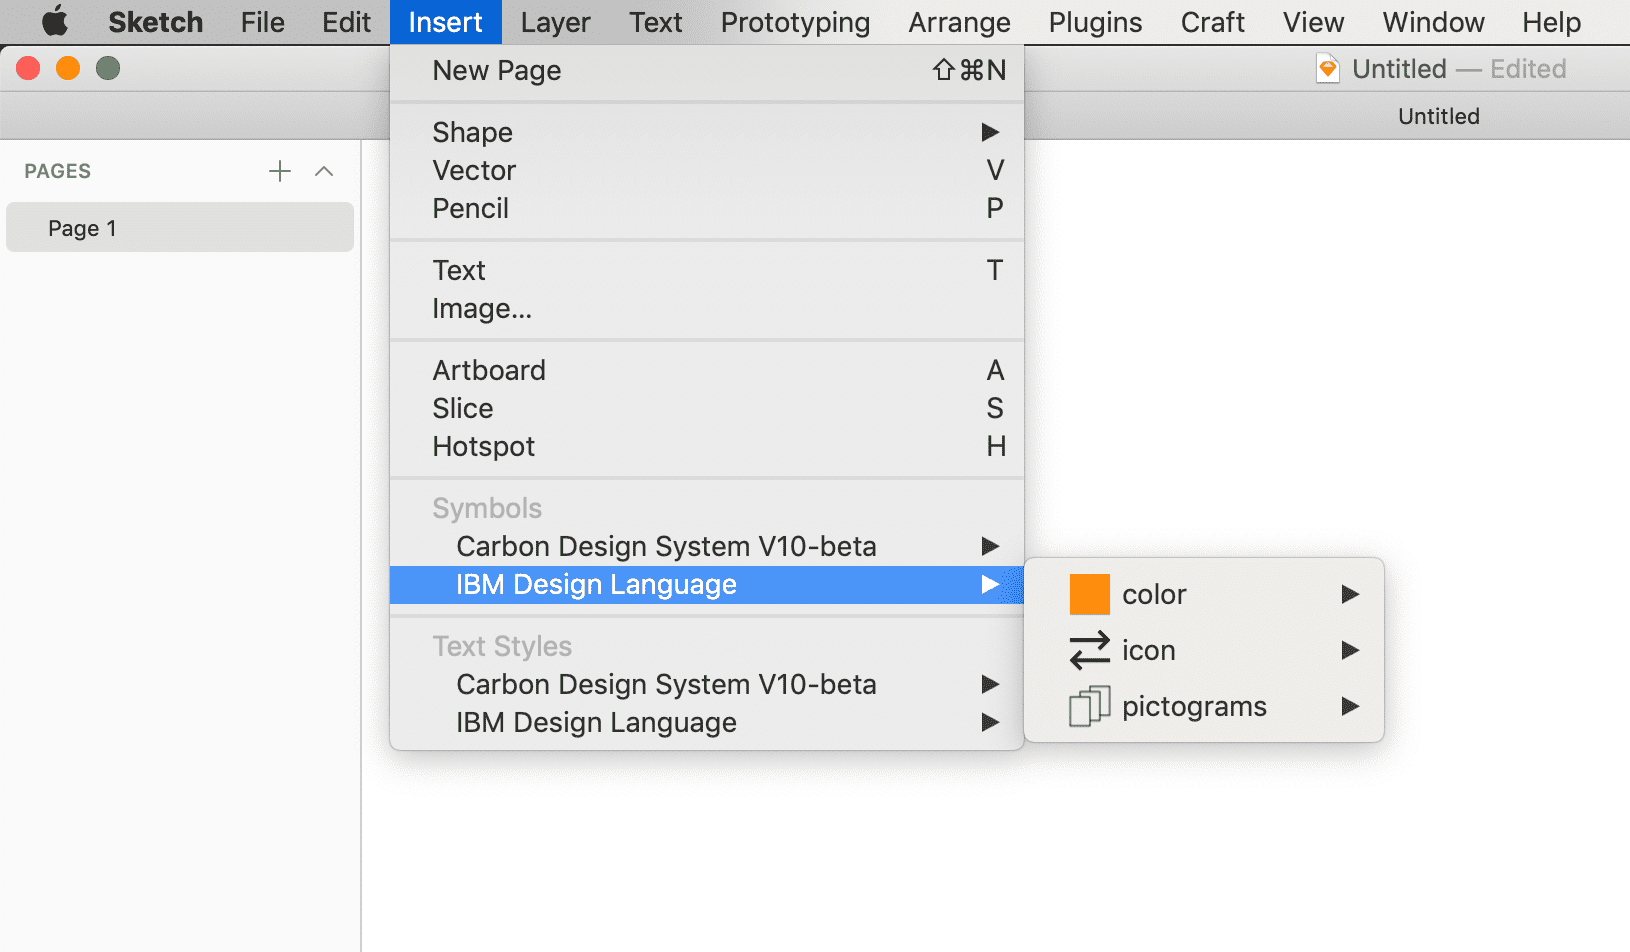 Sketch File Edit Insert Layer Text Prototyping Arrange Plugins Craft View Window Help
Untitled — Edited
Untitled
PAGES
Page 1
New Page ⇧⌘N
Shape
Vector V
Pencil P
Text T
Image...
Artboard A
Slice S
Hotspot H
Symbols
Carbon Design System V10-beta
IBM Design Language
Text Styles
Carbon Design System V10-beta
IBM Design Language
color
icon
pictograms